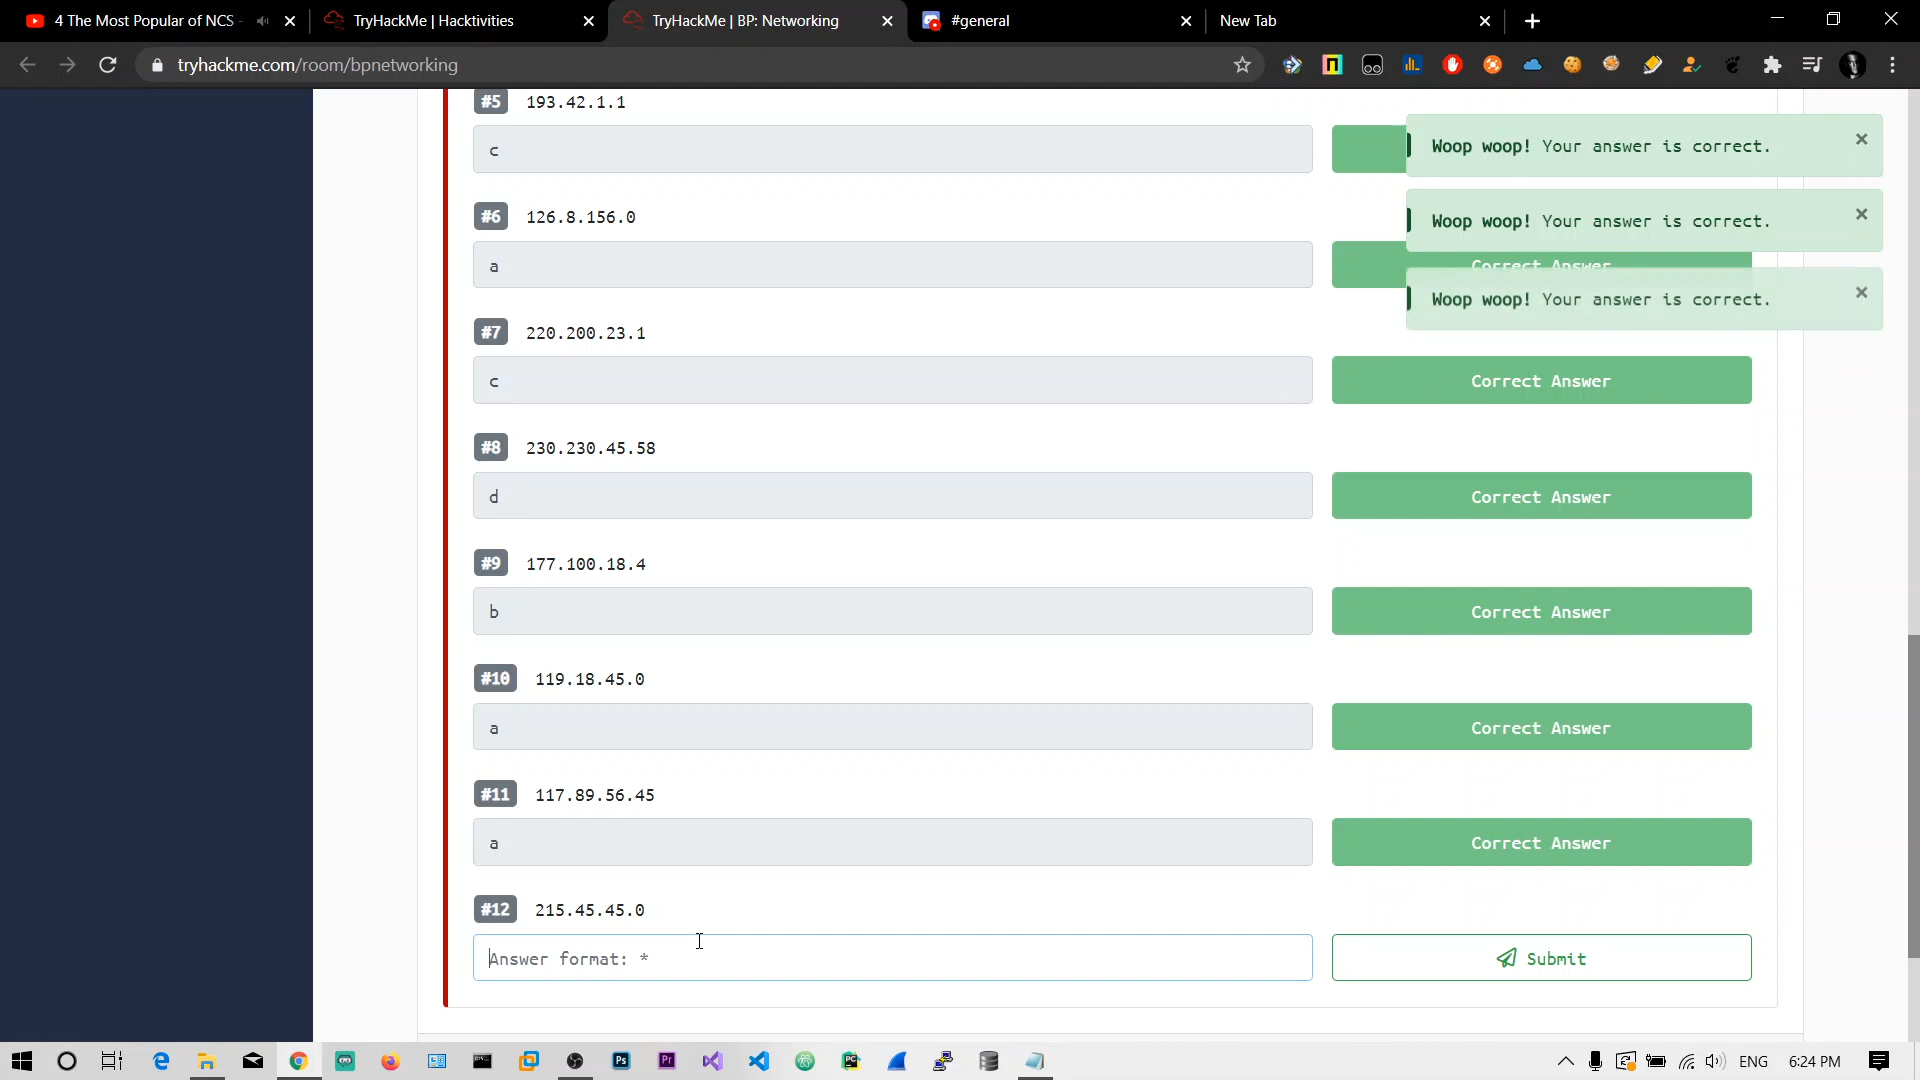 4 The Most Popular of NCS
TryHackMe | Hacktivities
TryHackMe | BP: Networking
#general
New Tab
tryhackme.com/room/bpnetworking
#5 193.42.1.1
c
Woop woop! Your answer is correct.
#6 126.8.156.0
Woop woop! Your answer is correct.
a
Correct Answer
Woop woop! Your answer is correct.
#7 220.200.23.1
c
Correct Answer
#8 230.230.45.58
d
Correct Answer
#9 177.100.18.4
b
Correct Answer
#10 119.18.45.0
a
Correct Answer
#11 117.89.56.45
a
Correct Answer
#12 215.45.45.0
Answer format: *
Submit
ENG
6:24 PM